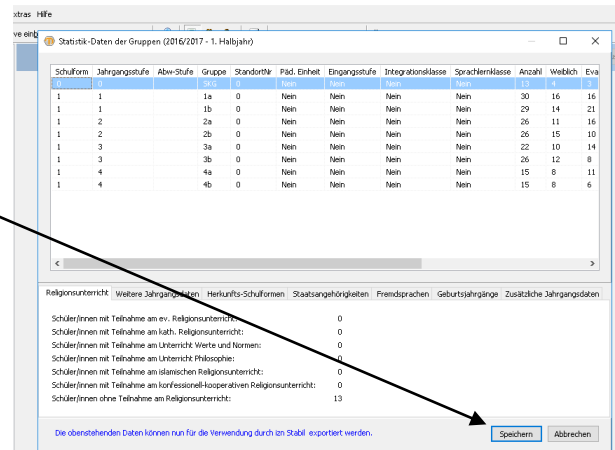 xtras Hilfe
ve einb
Statistik-Daten der Gruppen (2016/2017 - 1. Halbjahr)
Schulform Jahrgangsstufe Abw-Stufe Gruppe StandortNr Päd. Einheit Eingangsstufe Integrationsklasse Sprachlernklasse Anzahl Weiblich Eva
0 0 SKG 0 Nein Nein Nein Nein 13 4 3
1 1 1a 0 Nein Nein Nein Nein 30 16 16
1 1 1b 0 Nein Nein Nein Nein 29 14 21
1 2 2a 0 Nein Nein Nein Nein 26 11 16
1 2 2b 0 Nein Nein Nein Nein 26 15 10
1 3 3a 0 Nein Nein Nein Nein 22 10 14
1 3 3b 0 Nein Nein Nein Nein 26 12 8
1 4 4a 0 Nein Nein Nein Nein 15 8 11
1 4 4b 0 Nein Nein Nein Nein 15 8 6
Religionsunterricht Weitere Jahrgangsdaten Herkunfts-Schulformen Staatsangehörigkeiten Fremdsprachen Geburtsjahrgänge Zusätzliche Jahrgangsdaten
Schüler/innen mit Teilnahme am ev. Religionsunterricht: 0
Schüler/innen mit Teilnahme am kath. Religionsunterricht: 0
Schüler/innen mit Teilnahme am Unterricht Werte und Normen: 0
Schüler/innen mit Teilnahme am Unterricht Philosophie: 0
Schüler/innen mit Teilnahme am islamischen Religionsunterricht: 0
Schüler/innen mit Teilnahme am konfessionell-kooperativen Religionsunterricht: 0
Schüler/innen ohne Teilnahme am Religionsunterricht: 13
Die obenstehenden Daten können nun für die Verwendung durch izn Stabil exportiert werden.
Speichern Abbrechen